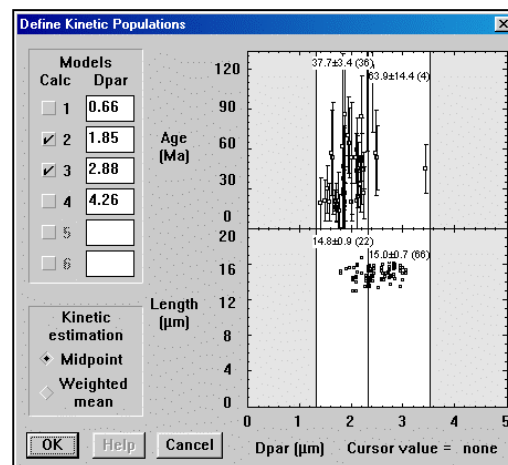 Define Kinetic Populations
Models
Calc Dpar
1 0.66
2 1.85
3 2.88
4 4.26
5
6
Kinetic
estimation
Midpoint
Weighted
mean
OK Help Cancel
Age
(Ma)
120
90
60
30
0
37.7±3.4 (36)
63.9±14.4 (4)
Length
(µm)
20
16
12
8
4
0
14.8±0.9 (22)
15.0±0.7 (66)
0 1 2 3 4 5
Dpar (µm) Cursor value = none